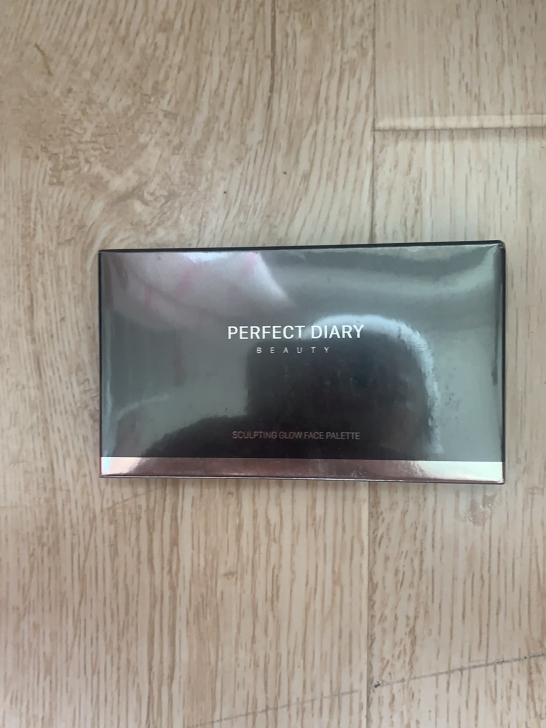 PERFECT DIARY
BEAUTY
SCULPTING GLOW FACE PALETTE